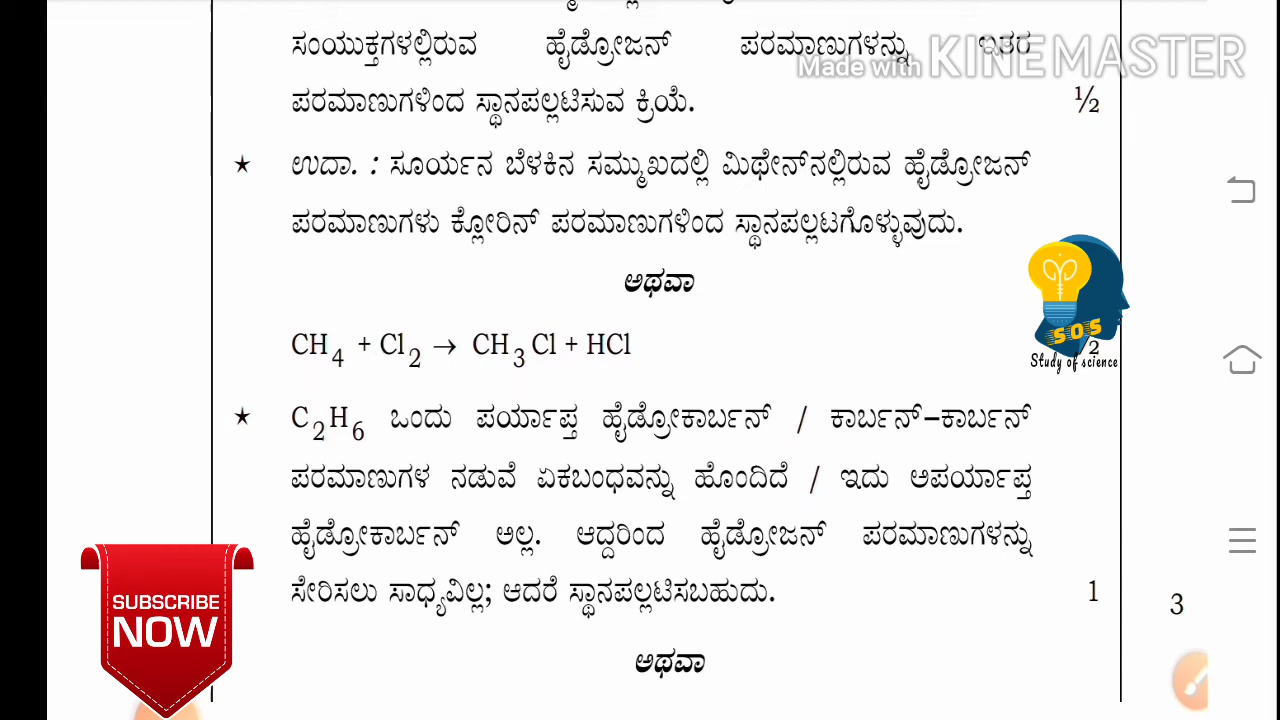 ಸಂಯುಕ್ತಗಳಲ್ಲಿರುವ ಹೈಡ್ರೋಜನ್ ಪರಮಾಣುಗಳನ್ನು ಇತರ
Made with KINEMASTER
ಪರಮಾಣುಗಳಿಂದ ಸ್ಥಾನಪಲ್ಲಟಿಸುವ ಕ್ರಿಯೆ. ½
★ ಉದಾ. : ಸೂರ್ಯನ ಬೆಳಕಿನ ಸಮ್ಮುಖದಲ್ಲಿ ಮಿಥೇನ್‌ನಲ್ಲಿರುವ ಹೈಡ್ರೋಜನ್
ಪರಮಾಣುಗಳು ಕ್ಲೋರಿನ್ ಪರಮಾಣುಗಳಿಂದ ಸ್ಥಾನಪಲ್ಲಟಗೊಳ್ಳುವುದು.
ಅಥವಾ
SOS
Study of science
CH₄ + Cl₂ → CH₃Cl + HCl
★ C₂H₆ ಒಂದು ಪರ್ಯಾಪ್ತ ಹೈಡ್ರೋಕಾರ್ಬನ್ / ಕಾರ್ಬನ್–ಕಾರ್ಬನ್
ಪರಮಾಣುಗಳ ನಡುವೆ ಏಕಬಂಧವನ್ನು ಹೊಂದಿದೆ / ಇದು ಅಪರ್ಯಾಪ್ತ
ಹೈಡ್ರೋಕಾರ್ಬನ್ ಅಲ್ಲ. ಆದ್ದರಿಂದ ಹೈಡ್ರೋಜನ್ ಪರಮಾಣುಗಳನ್ನು
ಸೇರಿಸಲು ಸಾಧ್ಯವಿಲ್ಲ; ಆದರೆ ಸ್ಥಾನಪಲ್ಲಟಿಸಬಹುದು. 1 3
SUBSCRIBE
NOW
ಅಥವಾ